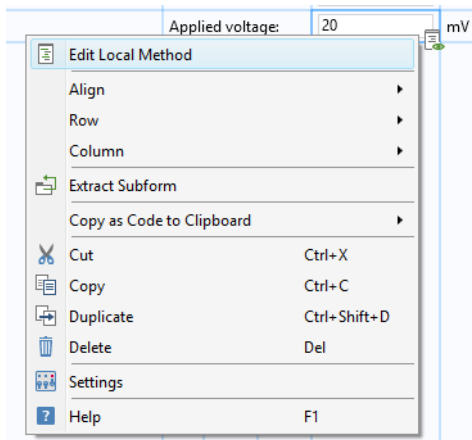 Applied voltage: 20 mV
Edit Local Method
Align
Row
Column
Extract Subform
Copy as Code to Clipboard
Cut Ctrl+X
Copy Ctrl+C
Duplicate Ctrl+Shift+D
Delete Del
Settings
? Help F1